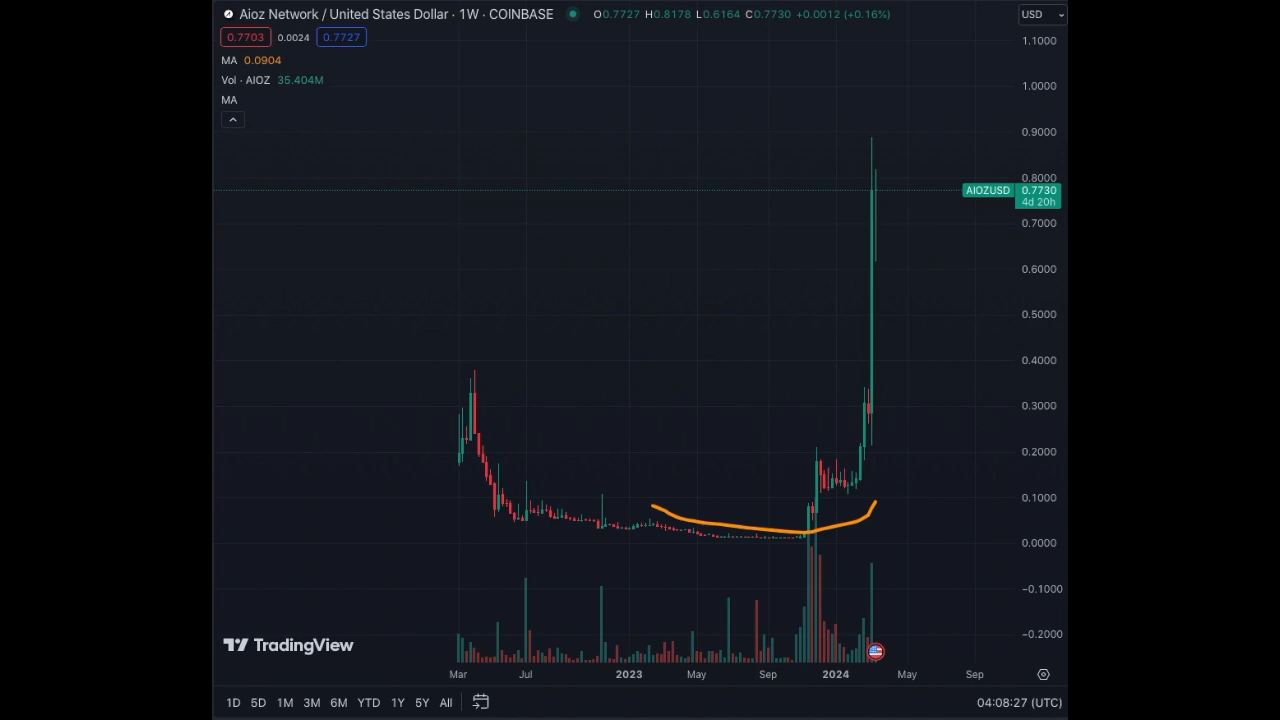 Aioz Network / United States Dollar · 1W · COINBASE O0.7727 H0.8178 L0.6164 C0.7730 +0.0012 (+0.16%) USD
0.7703 0.0024 0.7727
MA 0.0904
Vol · AIOZ 35.404M
MA
1.1000
1.0000
0.9000
0.8000
AIOZUSD 0.7730
4d 20h
0.7000
0.6000
0.5000
0.4000
0.3000
0.2000
0.1000
0.0000
−0.1000
−0.2000
TradingView
Mar Jul 2023 May Sep 2024 May Sep
1D 5D 1M 3M 6M YTD 1Y 5Y All 04:08:27 (UTC)